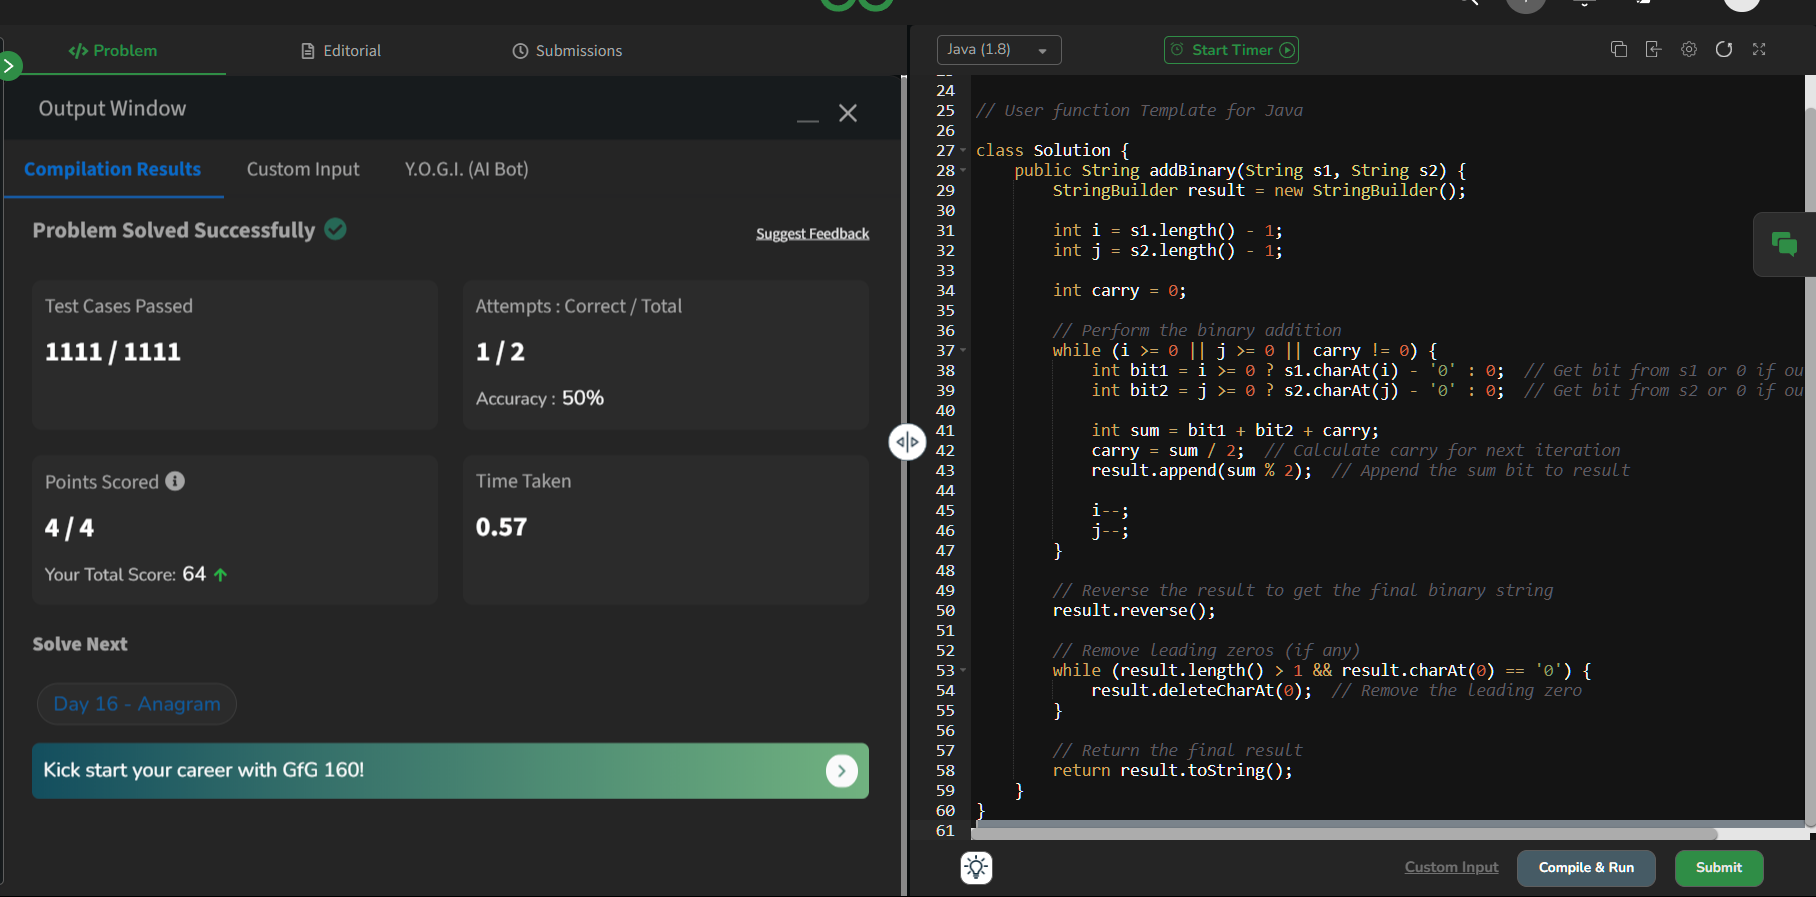 Problem
Editorial
Submissions
Output Window
Compilation Results
Custom Input
Y.O.G.I. (AI Bot)
Problem Solved Successfully
Suggest Feedback
Test Cases Passed
1111 / 1111
Attempts : Correct / Total
1 / 2
Accuracy : 50%
Points Scored
4 / 4
Your Total Score: 64
Time Taken
0.57
Solve Next
Day 16 - Anagram
Kick start your career with GfG 160!
Java (1.8)
Start Timer
24
25 // User function Template for Java
26
27 class Solution {
28 public String addBinary(String s1, String s2) {
29 StringBuilder result = new StringBuilder();
30
31 int i = s1.length() - 1;
32 int j = s2.length() - 1;
33
34 int carry = 0;
35
36 // Perform the binary addition
37 while (i >= 0 || j >= 0 || carry != 0) {
38 int bit1 = i >= 0 ? s1.charAt(i) - '0' : 0; // Get bit from s1 or 0 if ou
39 int bit2 = j >= 0 ? s2.charAt(j) - '0' : 0; // Get bit from s2 or 0 if ou
40
41 int sum = bit1 + bit2 + carry;
42 carry = sum / 2; // Calculate carry for next iteration
43 result.append(sum % 2); // Append the sum bit to result
44
45 i--;
46 j--;
47 }
48
49 // Reverse the result to get the final binary string
50 result.reverse();
51
52 // Remove leading zeros (if any)
53 while (result.length() > 1 && result.charAt(0) == '0') {
54 result.deleteCharAt(0); // Remove the leading zero
55 }
56
57 // Return the final result
58 return result.toString();
59 }
60 }
61
Custom Input
Compile & Run
Submit